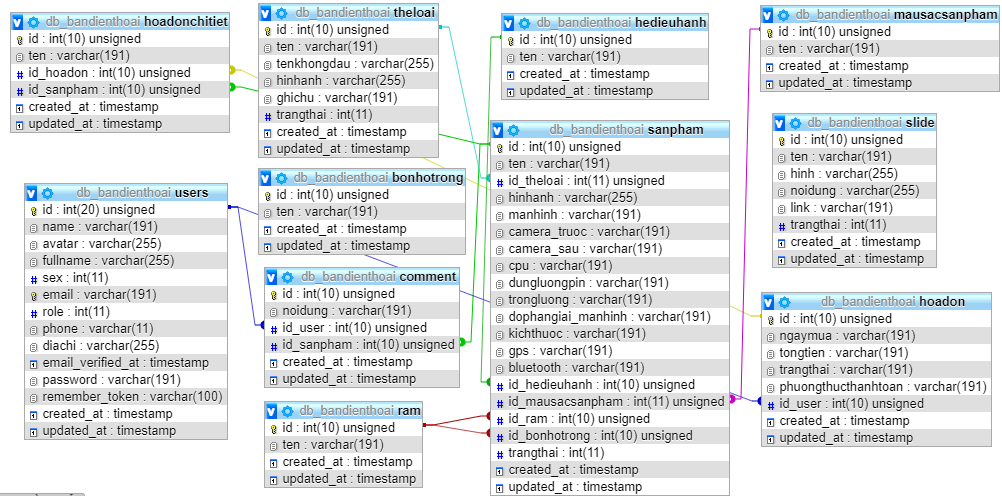 db_bandienthoai hoadonchitiet
id : int(10) unsigned
ten : varchar(191)
id_hoadon : int(10) unsigned
id_sanpham : int(10) unsigned
created_at : timestamp
updated_at : timestamp
db_bandienthoai theloai
id : int(10) unsigned
ten : varchar(191)
tenkhongdau : varchar(255)
hinhanh : varchar(255)
ghichu : varchar(191)
trangthai : int(11)
created_at : timestamp
updated_at : timestamp
db_bandienthoai hedieuhanh
id : int(10) unsigned
ten : varchar(191)
created_at : timestamp
updated_at : timestamp
db_bandienthoai mausacsanpham
id : int(10) unsigned
ten : varchar(191)
created_at : timestamp
updated_at : timestamp
db_bandienthoai users
id : int(20) unsigned
name : varchar(191)
avatar : varchar(255)
fullname : varchar(255)
sex : int(11)
email : varchar(191)
role : int(11)
phone : varchar(11)
diachi : varchar(255)
email_verified_at : timestamp
password : varchar(191)
remember_token : varchar(100)
created_at : timestamp
updated_at : timestamp
db_bandienthoai bonhotrong
id : int(10) unsigned
ten : varchar(191)
created_at : timestamp
updated_at : timestamp
db_bandienthoai comment
id : int(10) unsigned
noidung : varchar(191)
id_user : int(10) unsigned
id_sanpham : int(10) unsigned
created_at : timestamp
updated_at : timestamp
db_bandienthoai ram
id : int(10) unsigned
ten : varchar(191)
created_at : timestamp
updated_at : timestamp
db_bandienthoai sanpham
id : int(10) unsigned
ten : varchar(191)
id_theloai : int(11) unsigned
hinhanh : varchar(255)
manhinh : varchar(191)
camera_truoc : varchar(191)
camera_sau : varchar(191)
cpu : varchar(191)
dungluongpin : varchar(191)
trongluong : varchar(191)
dophangiai_manhinh : varchar(191)
kichthuoc : varchar(191)
gps : varchar(191)
bluetooth : varchar(191)
id_hedieuhanh : int(10) unsigned
id_mausacsanpham : int(11) unsigned
id_ram : int(10) unsigned
id_bonhotrong : int(10) unsigned
trangthai : int(11)
created_at : timestamp
updated_at : timestamp
db_bandienthoai slide
id : int(10) unsigned
ten : varchar(191)
hinh : varchar(255)
noidung : varchar(255)
link : varchar(191)
trangthai : int(11)
created_at : timestamp
updated_at : timestamp
db_bandienthoai hoadon
id : int(10) unsigned
ngaymua : varchar(191)
tongtien : varchar(191)
trangthai : varchar(191)
phuongthucthanhtoan : varchar(191)
id_user : int(10) unsigned
created_at : timestamp
updated_at : timestamp